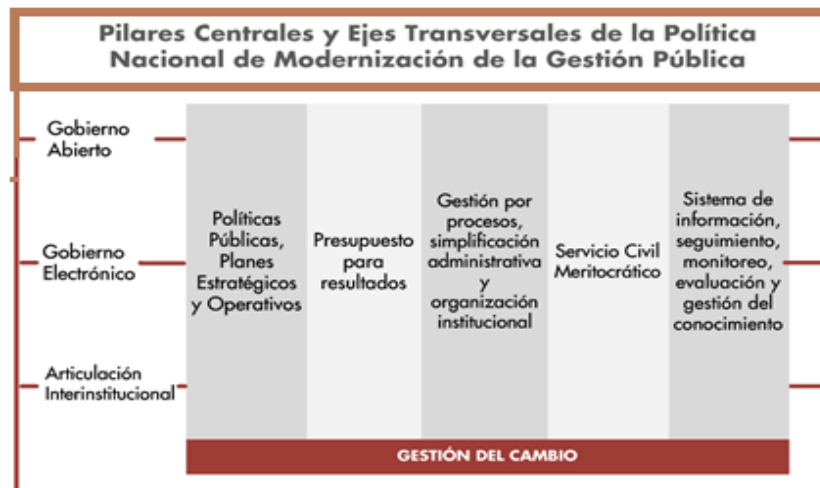 Pilares Centrales y Ejes Transversales de la Política
Nacional de Modernización de la Gestión Pública
Gobierno
Abierto
Gobierno
Electrónico
Articulación
Interinstitucional
Políticas
Públicas,
Planes
Estratégicos
y Operativos
Presupuesto
para
resultados
Gestión por
procesos,
simplificación
administrativa
y
organización
institucional
Servicio Civil
Meritocrático
Sistema de
información,
seguimiento,
monitoreo,
evaluación y
gestión del
conocimiento
GESTIÓN DEL CAMBIO